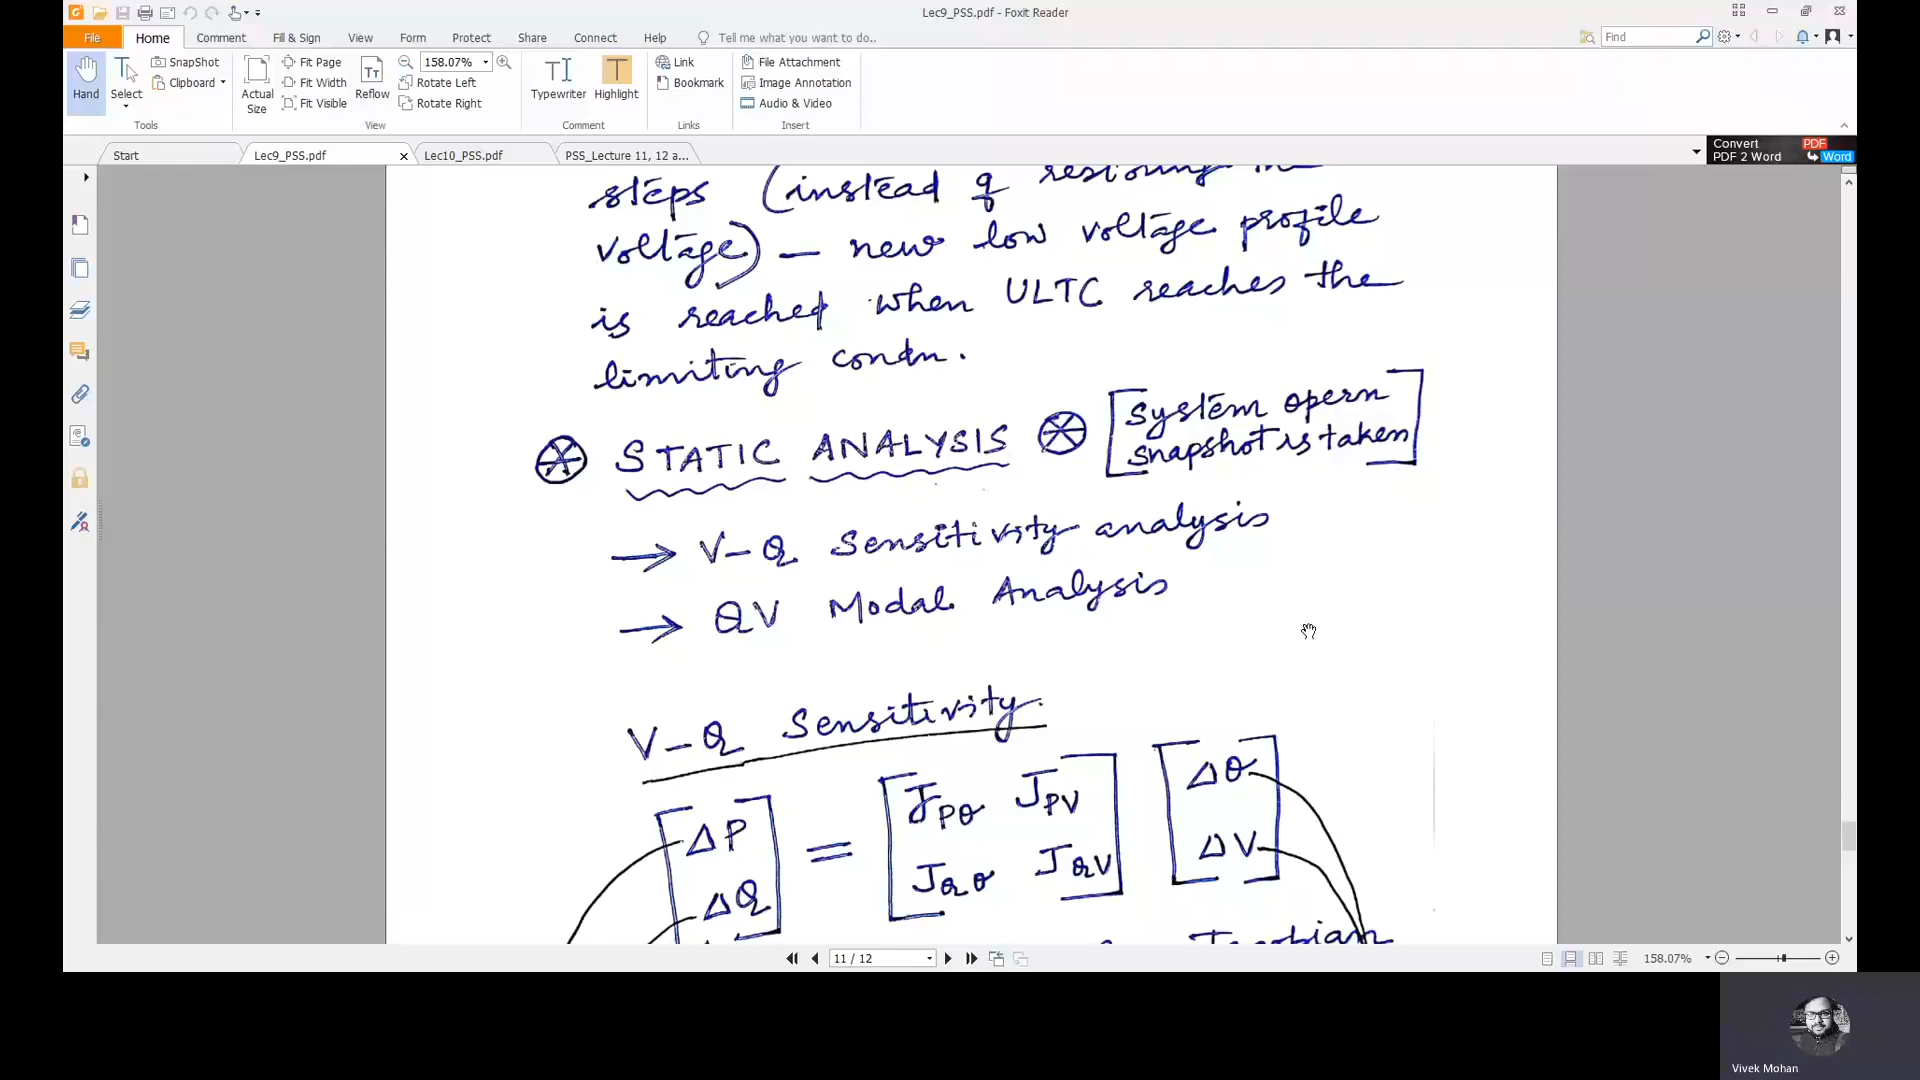 Lec9_PSS.pdf - Foxit Reader
File Home Comment Fill & Sign View Form Protect Share Connect Help Tell me what you want to do.. Find
Hand Select SnapShot Clipboard
Actual Size Fit Page Fit Width Fit Visible Reflow 158.07% Rotate Left Rotate Right
Typewriter Highlight Link Bookmark File Attachment Image Annotation Audio & Video
Tools View Comment Links Insert
Start Lec9_PSS.pdf Lec10_PSS.pdf PSS_Lecture 11, 12 a... Convert PDF 2 Word PDF Word
steps (instead of restoring
voltage) — new low voltage profile
is reached when ULTC reaches the
limiting condn.
STATIC ANALYSIS [System opern
snapshot is taken]
→ V-Q Sensitivity analysis
→ QV Modal Analysis
V-Q Sensitivity.
[ΔP ΔQ] = [JPθ JPV JQθ JQV] [Δθ ΔV]
Jacobian
11 / 12 158.07%
Vivek Mohan